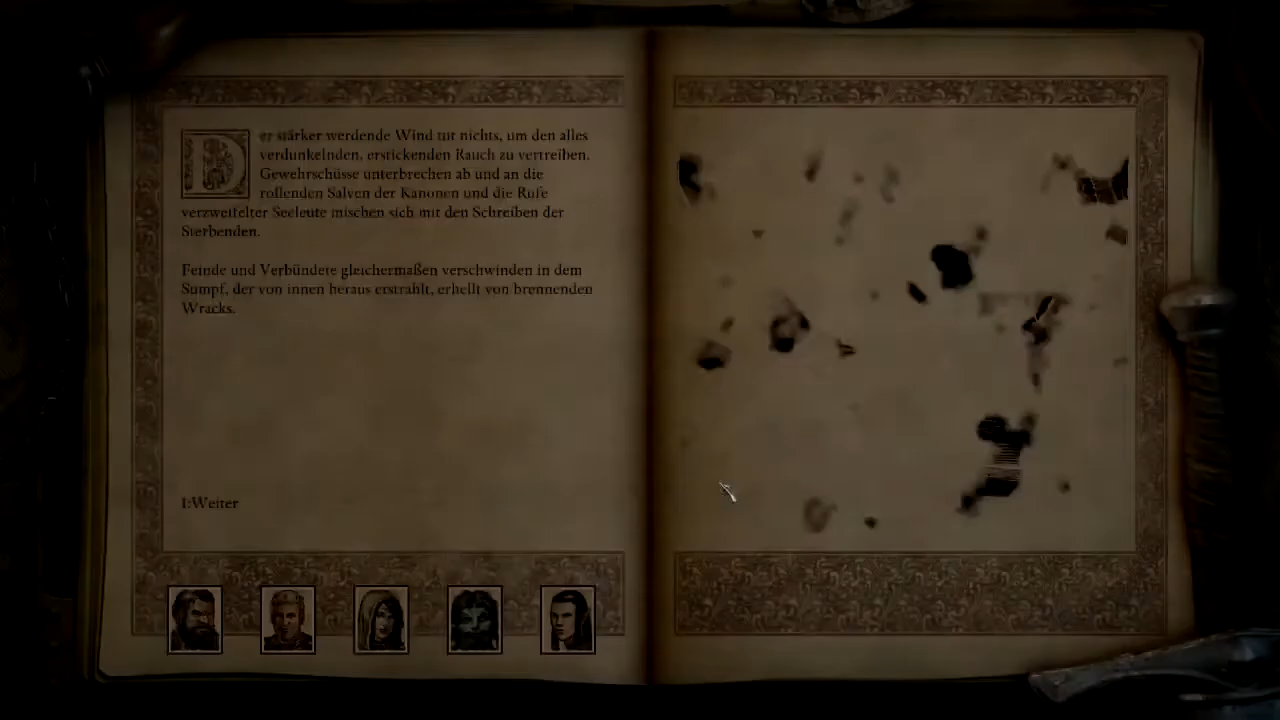 Der stärker werdende Wind tut nichts, um den alles
verdunkelnden, erstickenden Rauch zu vertreiben.
Gewehrschüsse unterbrechen ab und an die
rollenden Salven der Kanonen und die Rufe
verzweifelter Seeleute mischen sich mit den Schreiben der
Sterbenden.
Feinde und Verbündete gleichermaßen verschwinden in dem
Sumpf, der von innen heraus erstrahlt, erhellt von brennenden
Wracks.
1:Weiter